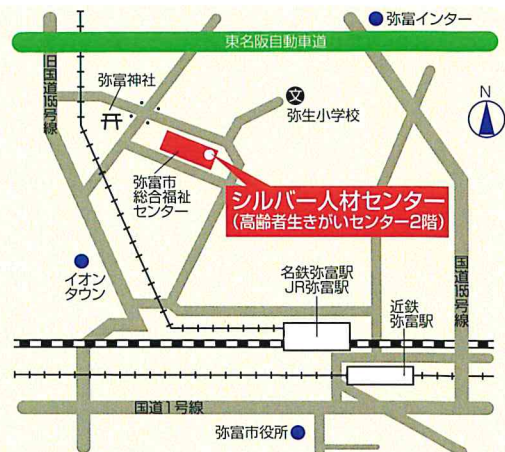 弥富インター
東名阪自動車道
旧国道155号線
弥富神社
文
弥生小学校
N
弥富市
総合福祉
センター
シルバー人材センター
(高齢者生きがいセンター2階)
イオン
タウン
名鉄弥富駅
JR弥富駅
近鉄
弥富駅
国道155号線
国道1号線
弥富市役所